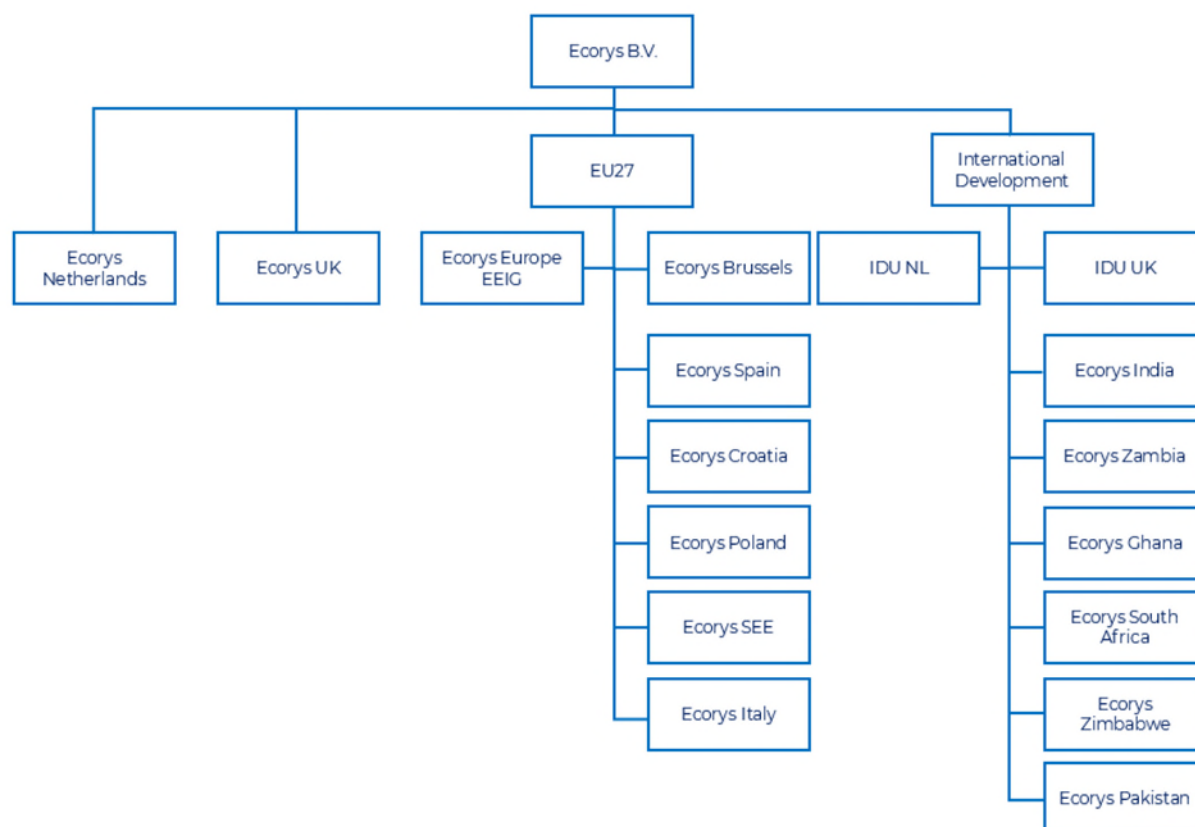 Ecorys B.V.
EU27
International
Development
Ecorys
Netherlands
Ecorys UK
Ecorys Europe
EEIG
Ecorys Brussels
IDU NL
IDU UK
Ecorys Spain
Ecorys India
Ecorys Croatia
Ecorys Zambia
Ecorys Poland
Ecorys Ghana
Ecorys SEE
Ecorys South
Africa
Ecorys Italy
Ecorys
Zimbabwe
Ecorys Pakistan